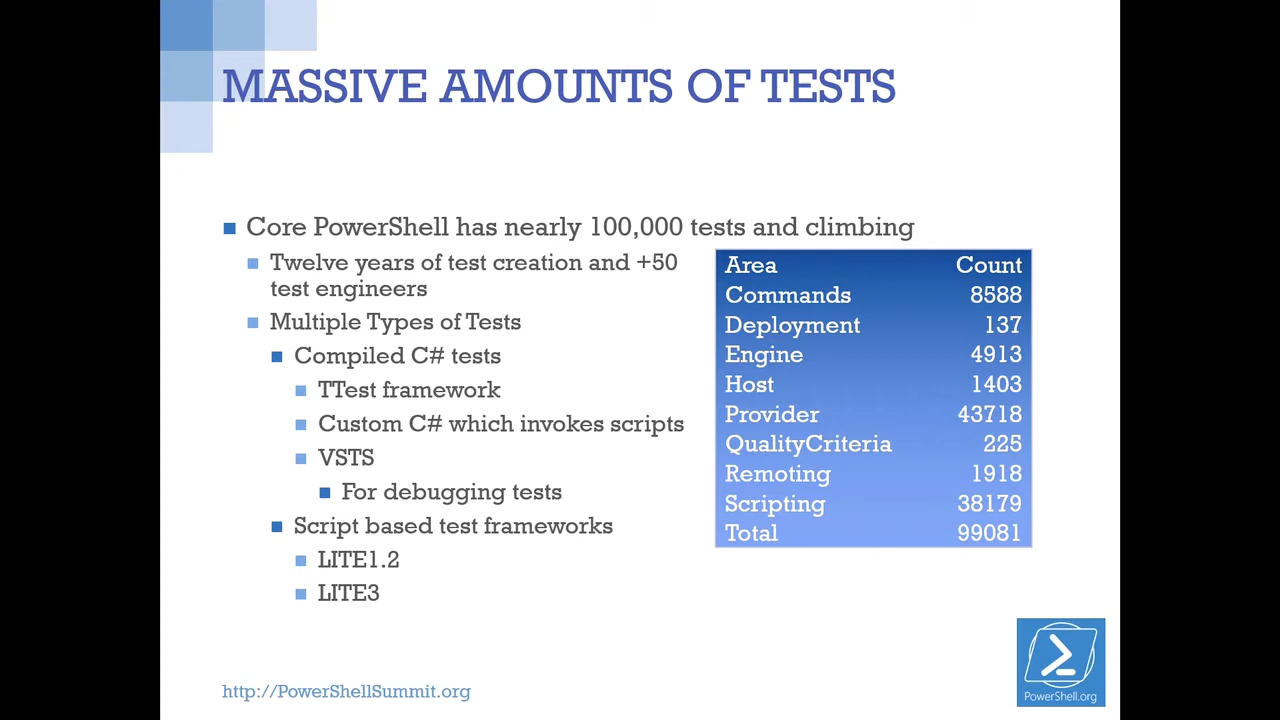 MASSIVE AMOUNTS OF TESTS
Core PowerShell has nearly 100,000 tests and climbing
Twelve years of test creation and +50
test engineers
Multiple Types of Tests
Compiled C# tests
TTest framework
Custom C# which invokes scripts
VSTS
For debugging tests
Script based test frameworks
LITE1.2
LITE3
Area Count
Commands 8588
Deployment 137
Engine 4913
Host 1403
Provider 43718
QualityCriteria 225
Remoting 1918
Scripting 38179
Total 99081
http://PowerShellSummit.org
PowerShell.org